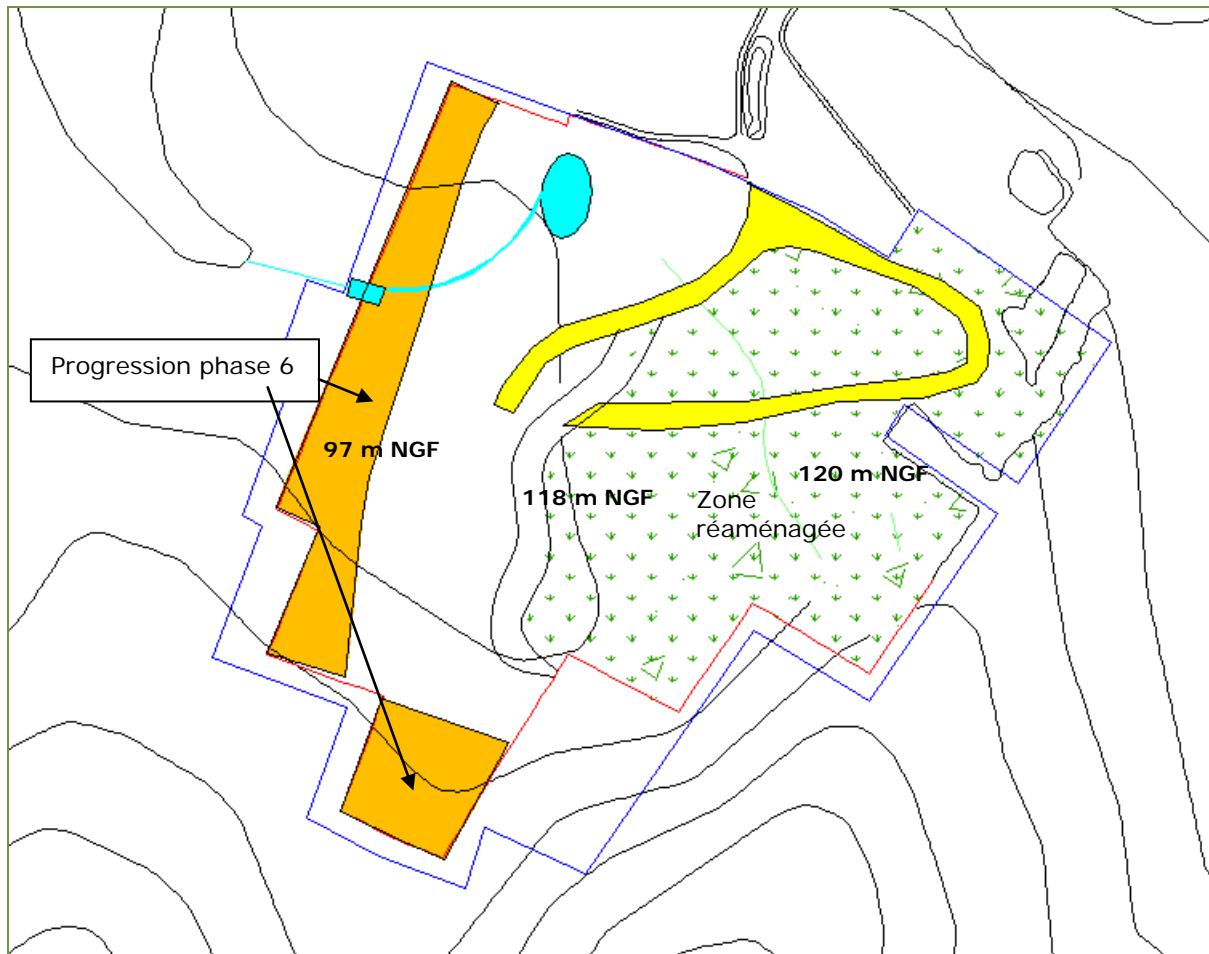 Progression phase 6
97 m NGF
118 m NGF
120 m NGF
Zone
réaménagée